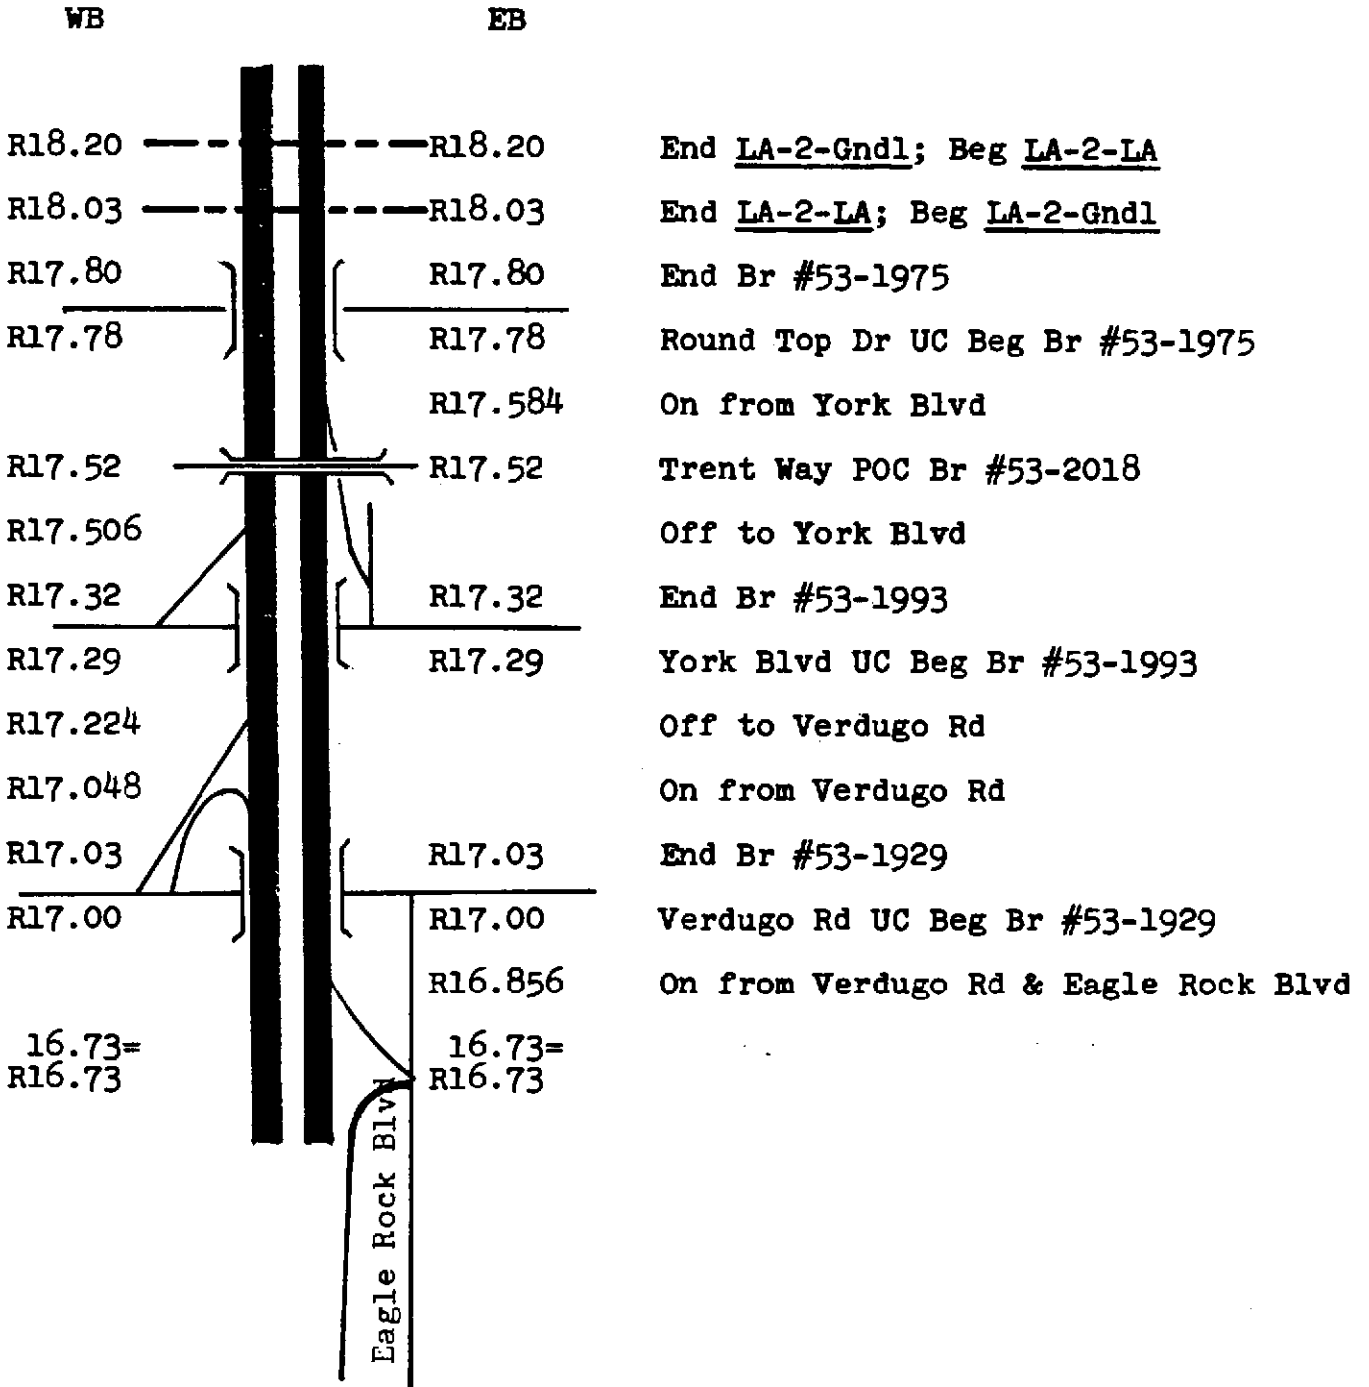 WB EB
R18.20 R18.20 End LA-2-Gndl; Beg LA-2-LA
R18.03 R18.03 End LA-2-LA; Beg LA-2-Gndl
R17.80 R17.80 End Br #53-1975
R17.78 R17.78 Round Top Dr UC Beg Br #53-1975
R17.584 On from York Blvd
R17.52 R17.52 Trent Way POC Br #53-2018
R17.506 Off to York Blvd
R17.32 R17.32 End Br #53-1993
R17.29 R17.29 York Blvd UC Beg Br #53-1993
R17.224 Off to Verdugo Rd
R17.048 On from Verdugo Rd
R17.03 R17.03 End Br #53-1929
R17.00 R17.00 Verdugo Rd UC Beg Br #53-1929
R16.856 On from Verdugo Rd & Eagle Rock Blvd
16.73= 16.73=
R16.73 R16.73
Eagle Rock Blvd